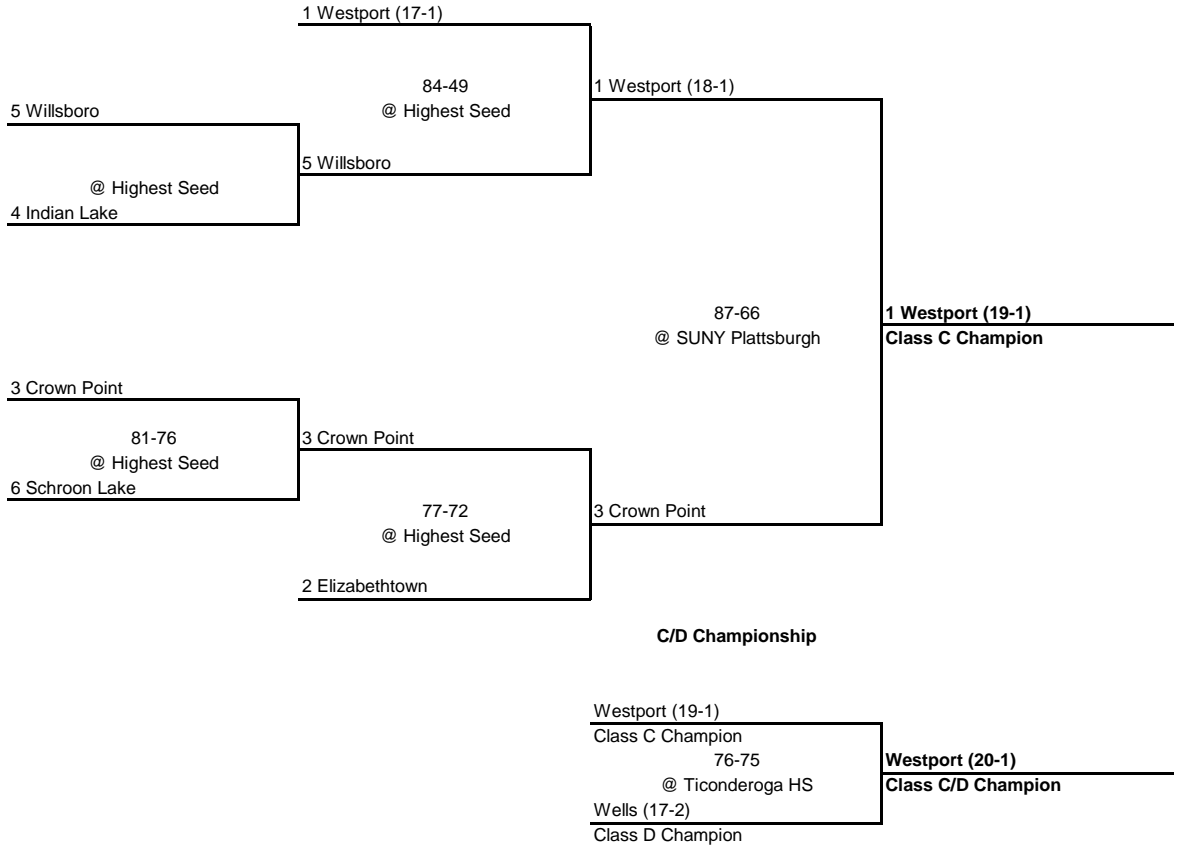 1 Westport (17-1)
84-49
@ Highest Seed
1 Westport (18-1)
5 Willsboro
5 Willsboro
@ Highest Seed
4 Indian Lake
87-66
@ SUNY Plattsburgh
1 Westport (19-1)
Class C Champion
3 Crown Point
81-76
@ Highest Seed
3 Crown Point
6 Schroon Lake
77-72
@ Highest Seed
3 Crown Point
2 Elizabethtown
C/D Championship
Westport (19-1)
Class C Champion
76-75
@ Ticonderoga HS
Westport (20-1)
Class C/D Champion
Wells (17-2)
Class D Champion